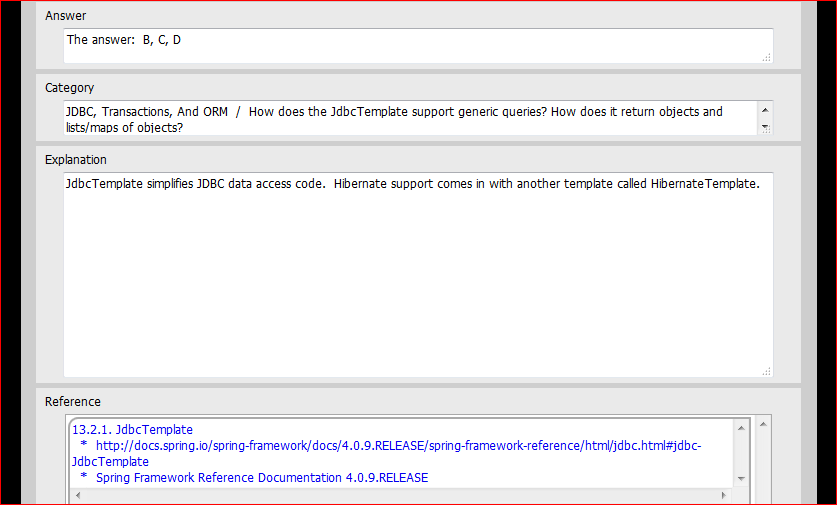 Answer
The answer:  B, C, D
Category
JDBC, Transactions, And ORM  /  How does the JdbcTemplate support generic queries? How does it return objects and
lists/maps of objects?
Explanation
JdbcTemplate simplifies JDBC data access code.  Hibernate support comes in with another template called HibernateTemplate.
Reference
13.2.1. JdbcTemplate
*  http://docs.spring.io/spring-framework/docs/4.0.9.RELEASE/spring-framework-reference/html/jdbc.html#jdbc-
JdbcTemplate
*  Spring Framework Reference Documentation 4.0.9.RELEASE